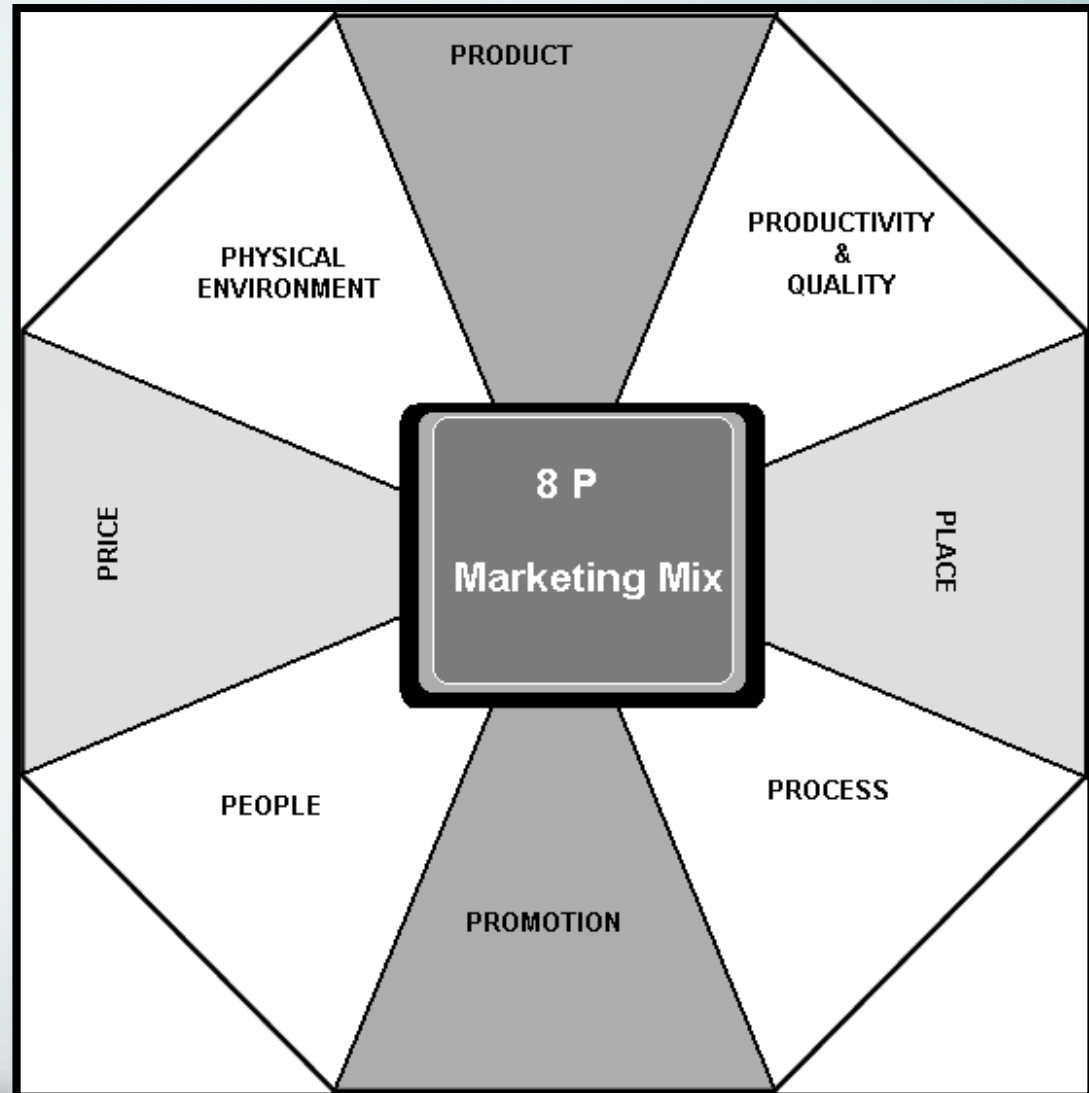 PRODUCT
PRODUCTIVITY
&
QUALITY
PHYSICAL
ENVIRONMENT
8 P
Marketing Mix
PRICE
PLACE
PEOPLE
PROCESS
PROMOTION